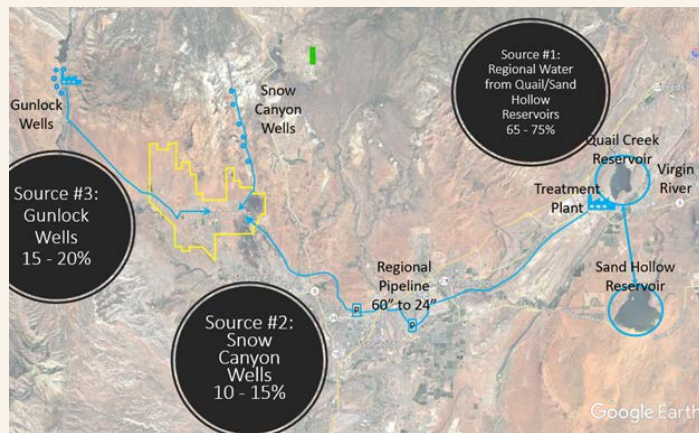 Source #1:
Regional Water
from Quail/Sand
Hollow
Reservoirs
65 - 75%
Gunlock
Wells
Snow
Canyon
Wells
Quail Creek
Reservoir
Virgin
River
Treatment
Plant
Source #3:
Gunlock
Wells
15 - 20%
Regional
Pipeline
60” to 24”
Sand Hollow
Reservoir
Source #2:
Snow
Canyon
Wells
10 - 15%
P
P
Google Earth